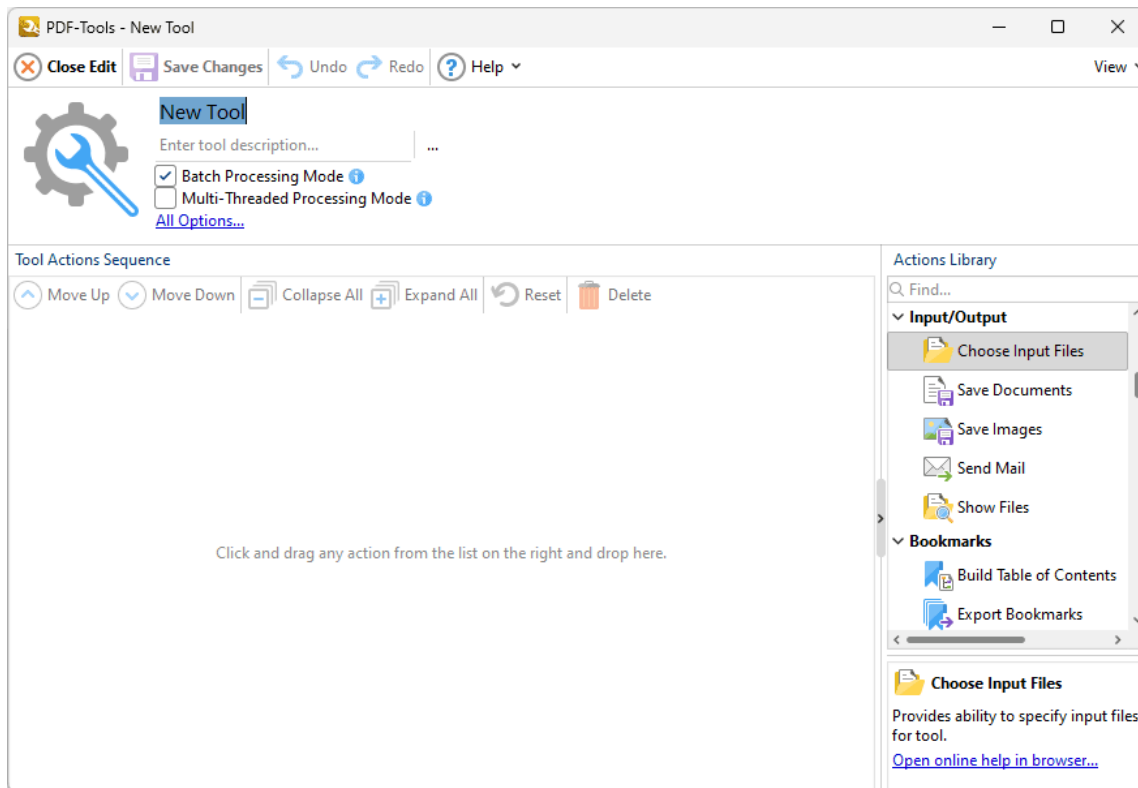 PDF-Tools - New Tool
Close Edit Save Changes Undo Redo Help View
New Tool
Enter tool description... ...
Batch Processing Mode
Multi-Threaded Processing Mode
All Options...
Tool Actions Sequence
Move Up Move Down Collapse All Expand All Reset Delete
Click and drag any action from the list on the right and drop here.
Actions Library
Find...
Input/Output
Choose Input Files
Save Documents
Save Images
Send Mail
Show Files
Bookmarks
Build Table of Contents
Export Bookmarks
Choose Input Files
Provides ability to specify input files
for tool.
Open online help in browser...